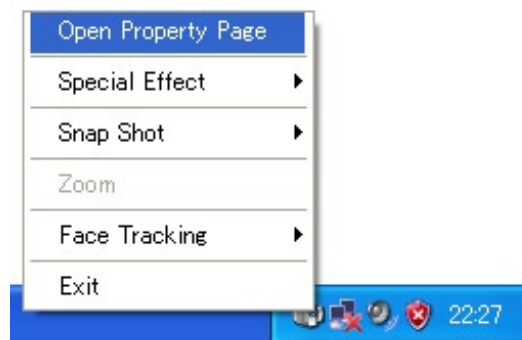 Open Property Page
Special Effect
Snap Shot
Zoom
Face Tracking
Exit
22:27